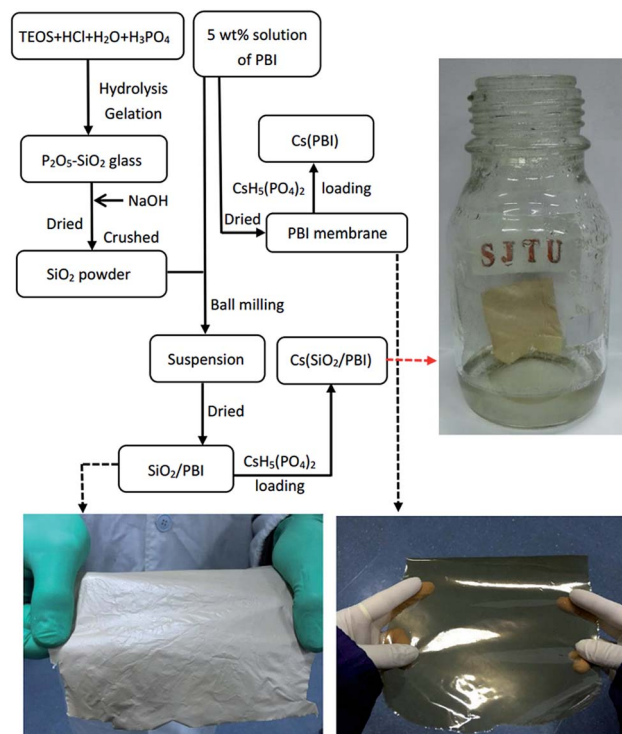 TEOS+HCl+H₂O+H₃PO₄
5 wt% solution
of PBI
Hydrolysis
Gelation
Cs(PBI)
P₂O₅-SiO₂ glass
CsH₅(PO₄)₂
loading
NaOH
Dried
Crushed
Dried
PBI membrane
SiO₂ powder
Ball milling
Suspension
Cs(SiO₂/PBI)
Dried
SiO₂/PBI
CsH₅(PO₄)₂
loading
SJTU